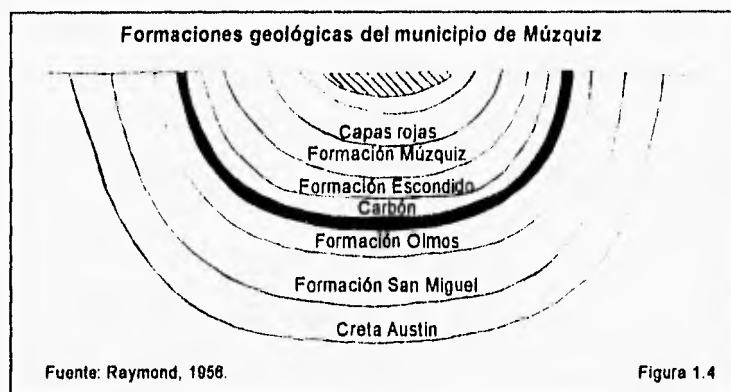 Formaciones geológicas del municipio de Múzquiz
Capas rojas
Formación Múzquiz
Formación Escondido
Carbón
Formación Olmos
Formación San Miguel
Creta Austin
Fuente: Raymond, 1956.
Figura 1.4